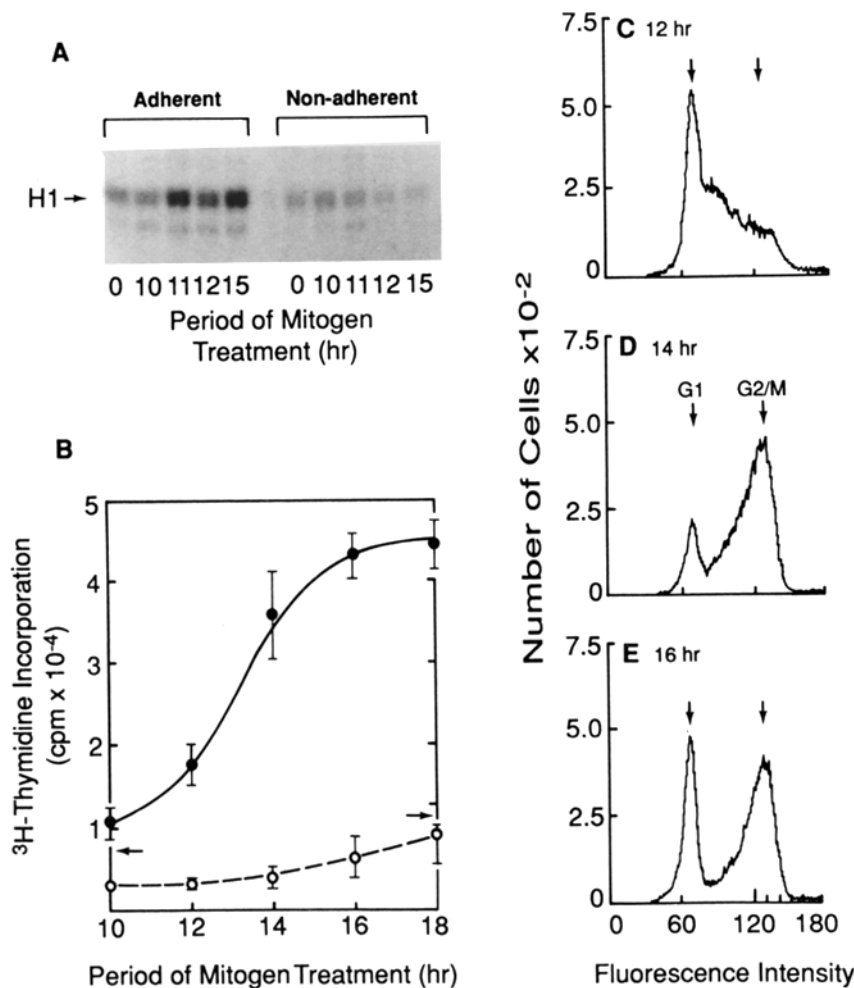 A
Adherent
Non-adherent
H1→
0 10 11 12 15
0 10 11 12 15
Period of Mitogen
Treatment (hr)
B
³H-Thymidine Incorporation
(cpm x 10⁻⁴)
5
4
3
2
1
10 12 14 16 18
Period of Mitogen Treatment (hr)
Number of Cells x10⁻²
C 12 hr
7.5
5.0
2.5
0
D 14 hr
G1
G2/M
7.5
5.0
2.5
0
E 16 hr
7.5
5.0
2.5
0
0 60 120 180
Fluorescence Intensity